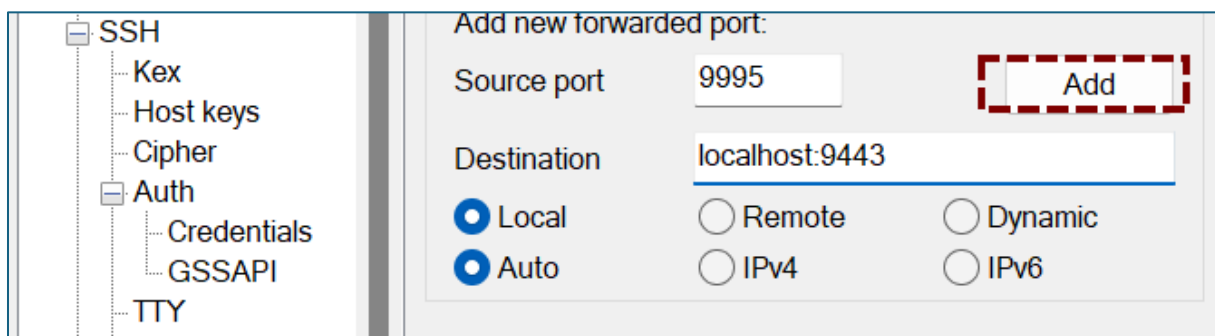 SSH
Kex
Host keys
Cipher
Auth
Credentials
GSSAPI
TTY
Add new forwarded port:
Source port 9995 Add
Destination localhost:9443
Local Remote Dynamic
Auto IPv4 IPv6